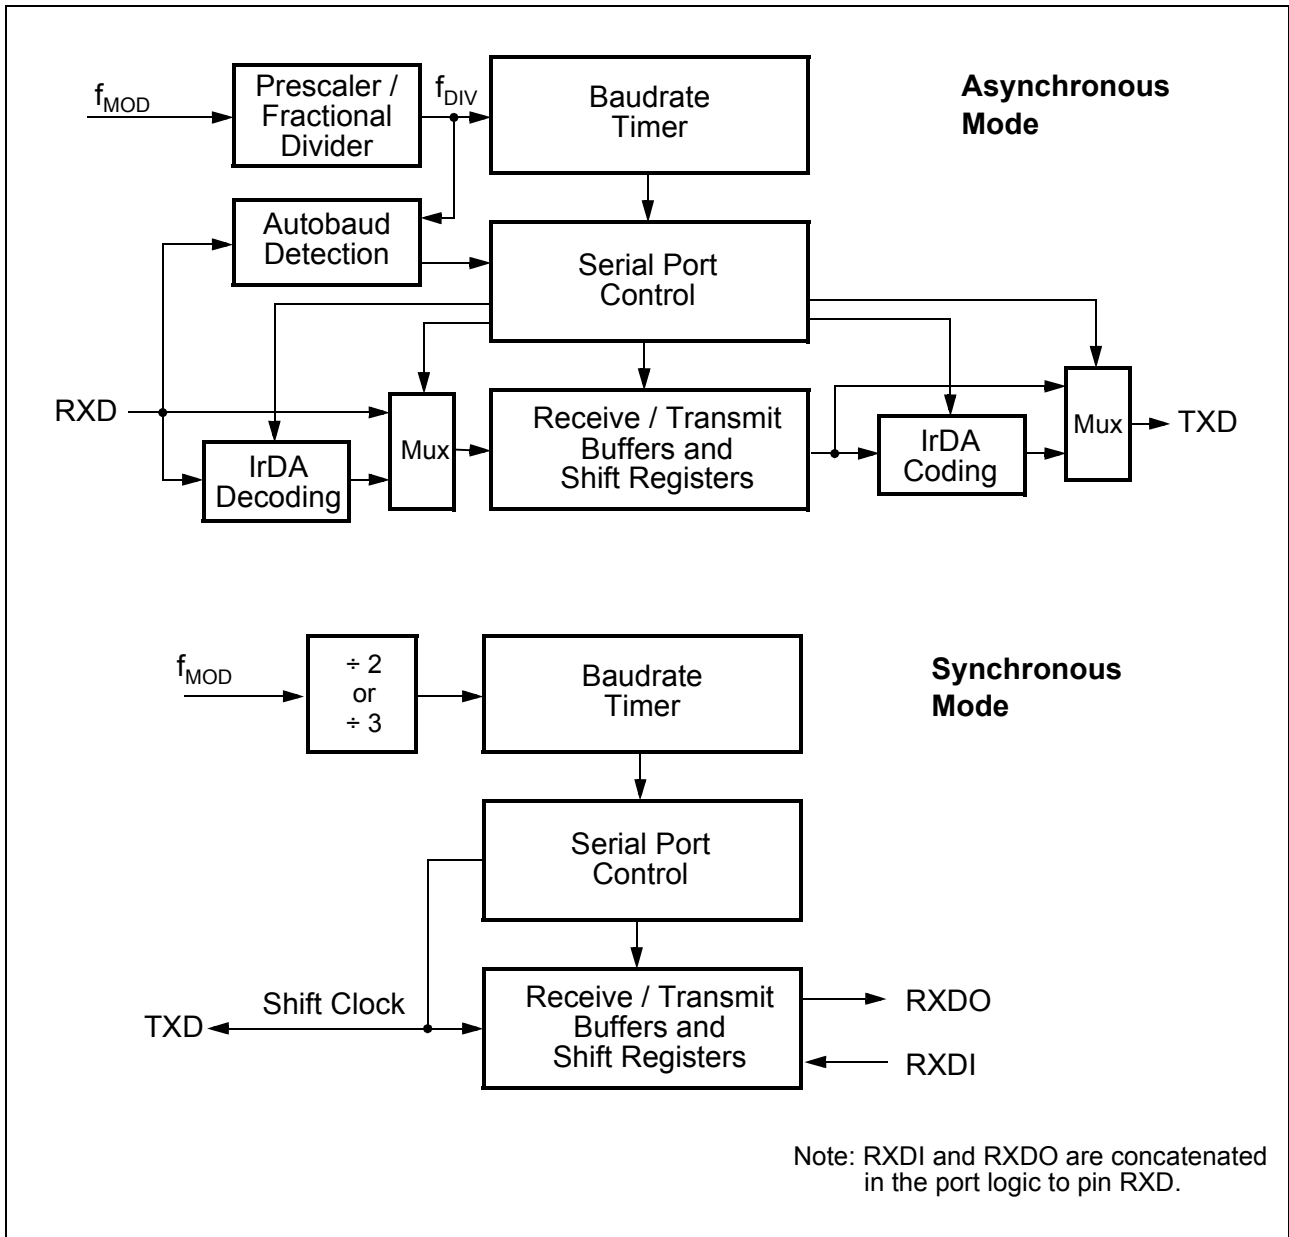 Asynchronous
Mode
fMOD
Prescaler /
Fractional
Divider
fDIV
Baudrate
Timer
Autobaud
Detection
Serial Port
Control
RXD
IrDA
Decoding
Mux
Receive / Transmit
Buffers and
Shift Registers
IrDA
Coding
Mux
TXD
Synchronous
Mode
fMOD
÷ 2
or
÷ 3
Baudrate
Timer
Serial Port
Control
TXD
Shift Clock
Receive / Transmit
Buffers and
Shift Registers
RXDO
RXDI
Note: RXDI and RXDO are concatenated
in the port logic to pin RXD.